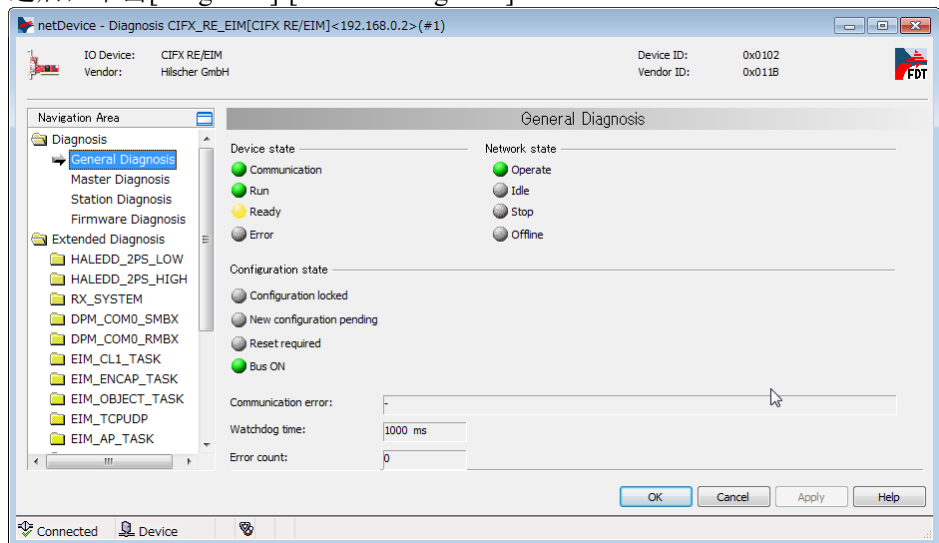 netDevice - Diagnosis CIFX_RE_EIM[CIFX RE/EIM]<192.168.0.2>(#1)
IO Device: CIFX RE/EIM Device ID: 0x0102
Vendor: Hilscher GmbH Vendor ID: 0x011B
FDT
Navigation Area
General Diagnosis
Diagnosis
General Diagnosis
Master Diagnosis
Station Diagnosis
Firmware Diagnosis
Extended Diagnosis
HALEDD_2PS_LOW
HALEDD_2PS_HIGH
RX_SYSTEM
DPM_COM0_SMBX
DPM_COM0_RMBX
EIM_CL1_TASK
EIM_ENCAP_TASK
EIM_OBJECT_TASK
EIM_TCPUDP
EIM_AP_TASK
Device state
Communication
Run
Ready
Error
Network state
Operate
Idle
Stop
Offline
Configuration state
Configuration locked
New configuration pending
Reset required
Bus ON
Communication error: -
Watchdog time: 1000 ms
Error count: 0
OK Cancel Apply Help
Connected Device